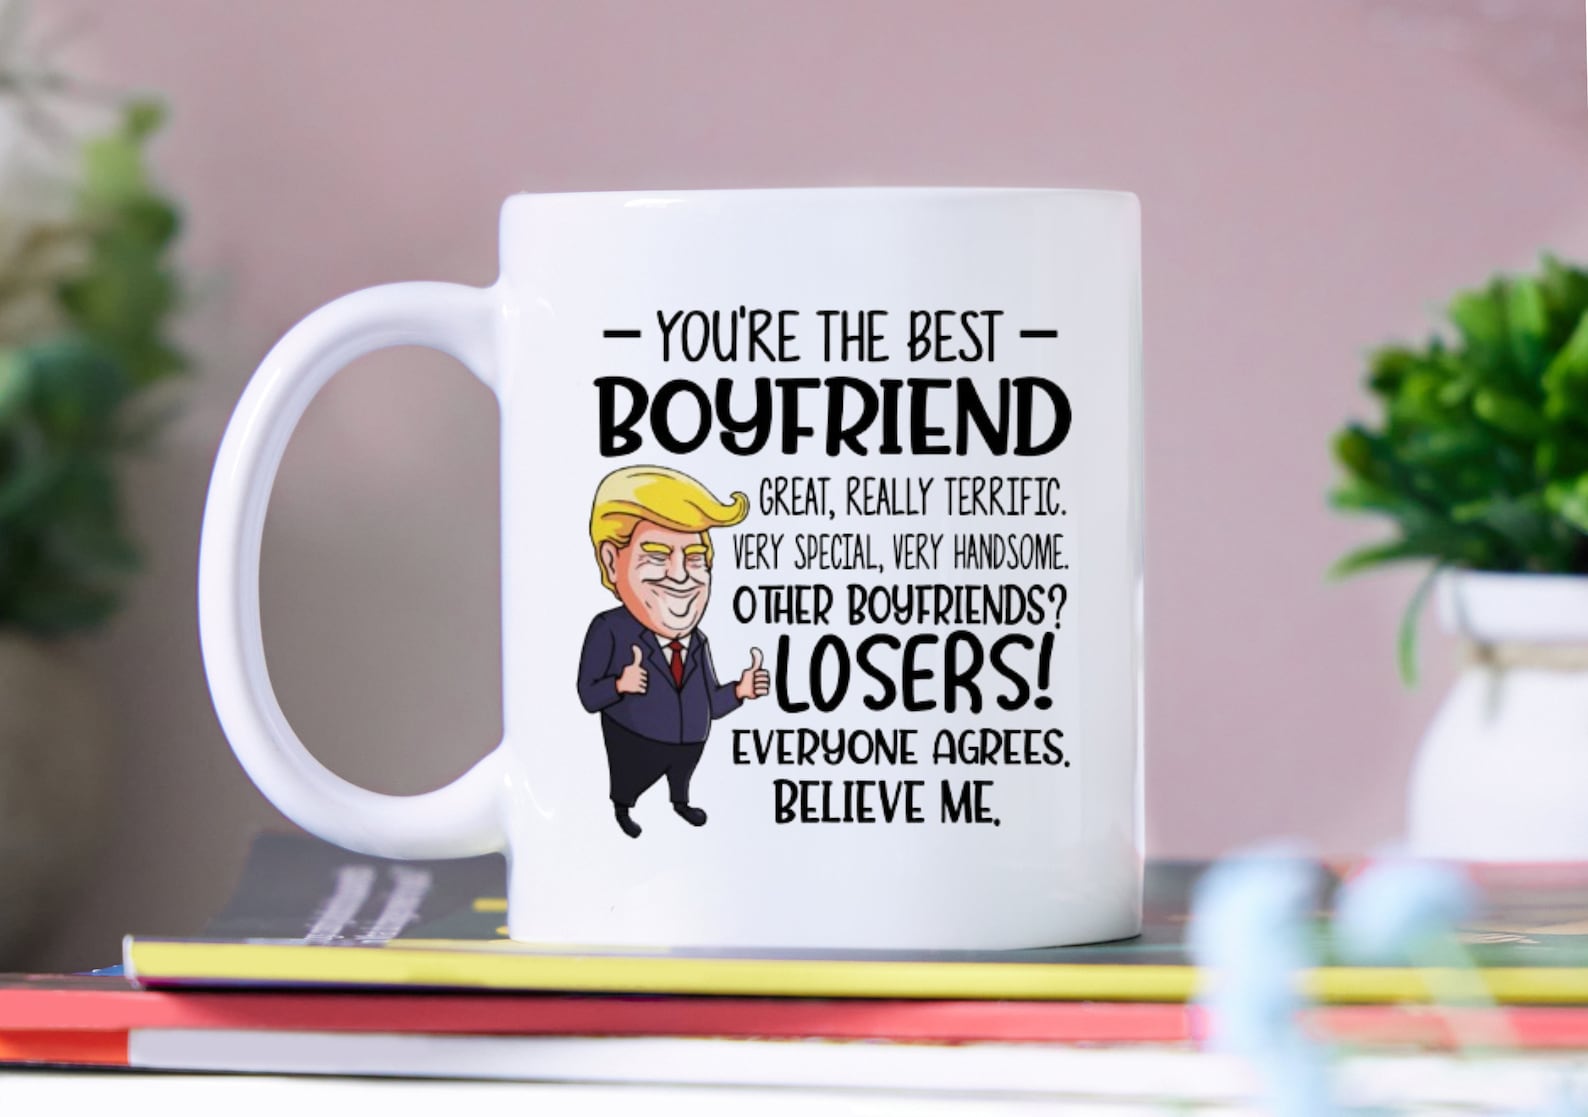 — YOU'RE THE BEST —
BOYFRIEND
GREAT, REALLY TERRIFIC.
VERY SPECIAL, VERY HANDSOME.
OTHER BOYFRIENDS?
LOSERS!
EVERYONE AGREES.
BELIEVE ME.